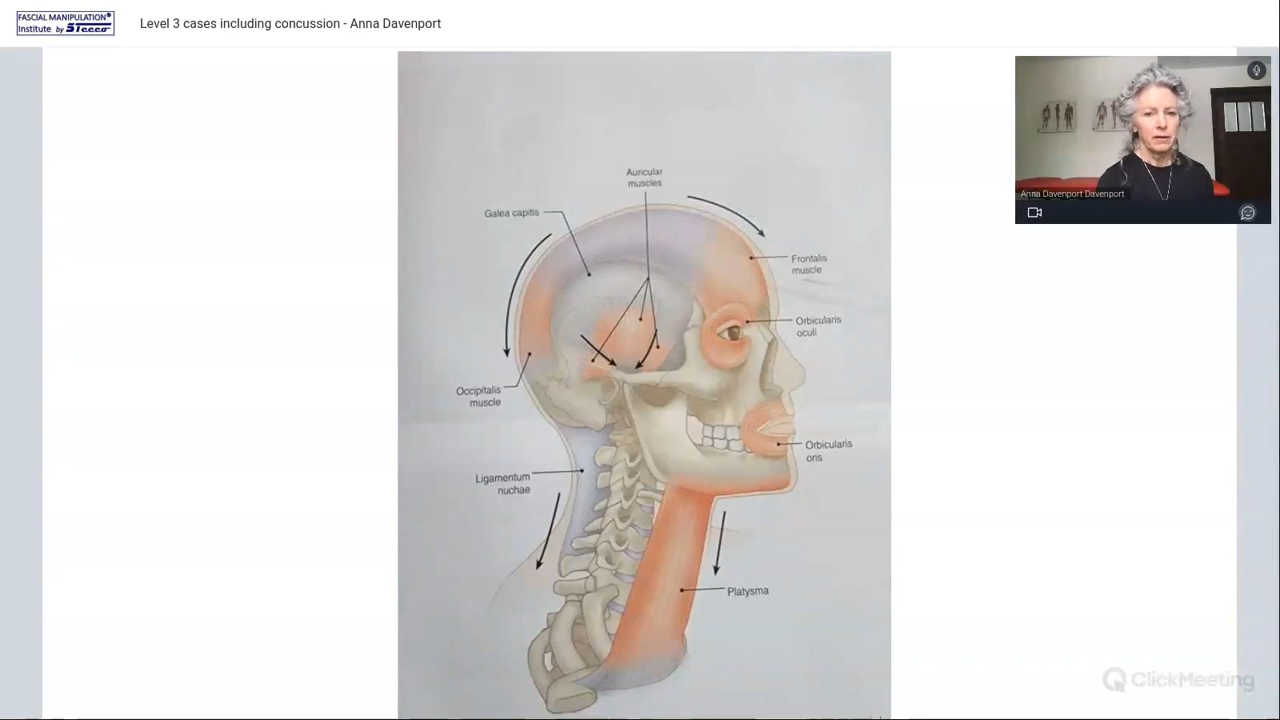 FASCIAL MANIPULATION®
Institute by Stecco
Level 3 cases including concussion - Anna Davenport
Auricular
muscles
Galea capitis
Frontalis
muscle
Orbicularis
oculi
Occipitalis
muscle
Orbicularis
oris
Ligamentum
nuchae
Platysma
Anna Davenport Davenport
ClickMeeting